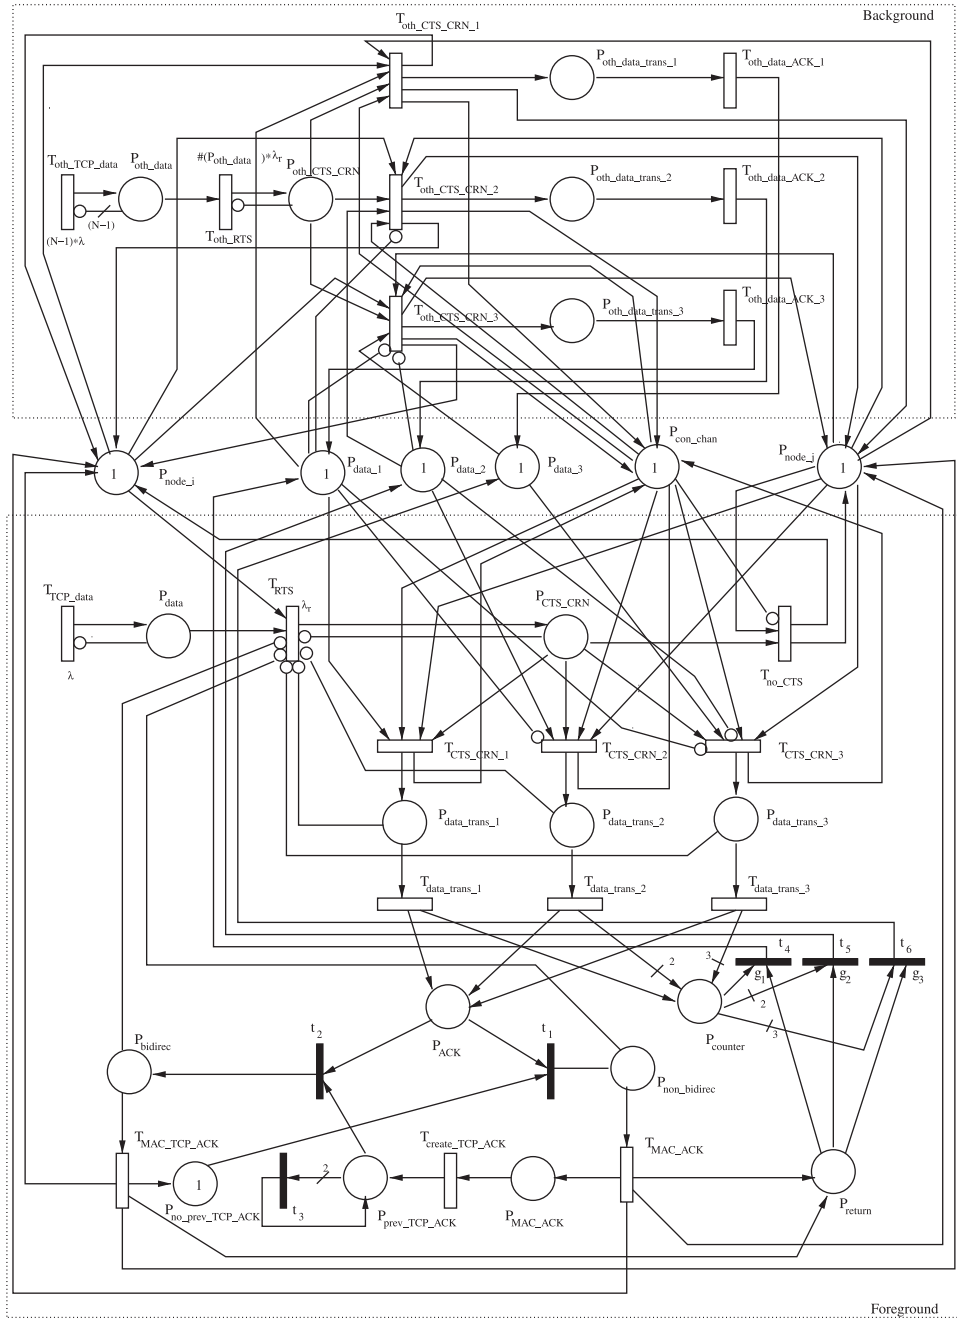 Background
T_oth_CTS_CRN_1
P_oth_data_trans_1
T_oth_data_ACK_1
T_oth_TCP_data
P_oth_data
#(P_oth_data )*λ_r
P_oth_CTS_CRN
P_oth_data_trans_2
T_oth_data_ACK_2
T_oth_CTS_CRN_2
(N−1)
(N−1)*λ
T_oth_RTS
P_oth_data_trans_3
T_oth_data_ACK_3
T_oth_CTS_CRN_3
P_con_chan
P_node_i
P_data_1
P_data_2
P_data_3
P_node_j
1
1
1
1
1
1
T_TCP_data
P_data
T_RTS
λ_r
P_CTS_CRN
λ
T_no_CTS
T_CTS_CRN_1
T_CTS_CRN_2
T_CTS_CRN_3
P_data_trans_1
P_data_trans_2
P_data_trans_3
T_data_trans_1
T_data_trans_2
T_data_trans_3
t_4
t_5
t_6
2
3
g_1
g_2
g_3
2
3
P_ACK
P_counter
t_2
t_1
P_bidirec
P_non_bidirec
T_MAC_TCP_ACK
T_create_TCP_ACK
T_MAC_ACK
1
2
P_no_prev_TCP_ACK
t_3
P_prev_TCP_ACK
P_MAC_ACK
P_return
Foreground